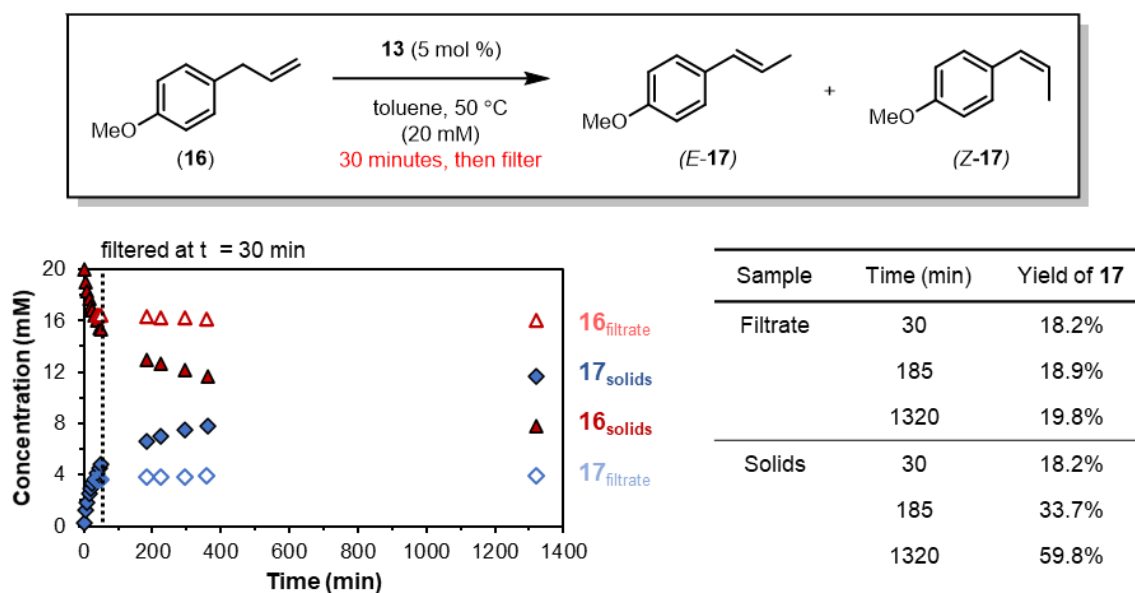 13 (5 mol %)
toluene, 50 °C
(20 mM)
30 minutes, then filter
MeO
(16)
MeO
(E-17)
+
MeO
(Z-17)
filtered at t = 30 min
Concentration (mM)
20
16
12
8
4
0
0 200 400 600 800 1000 1200 1400
Time (min)
16filtrate
17solids
16solids
17filtrate
Sample Time (min) Yield of 17
Filtrate 30 18.2%
185 18.9%
1320 19.8%
Solids 30 18.2%
185 33.7%
1320 59.8%